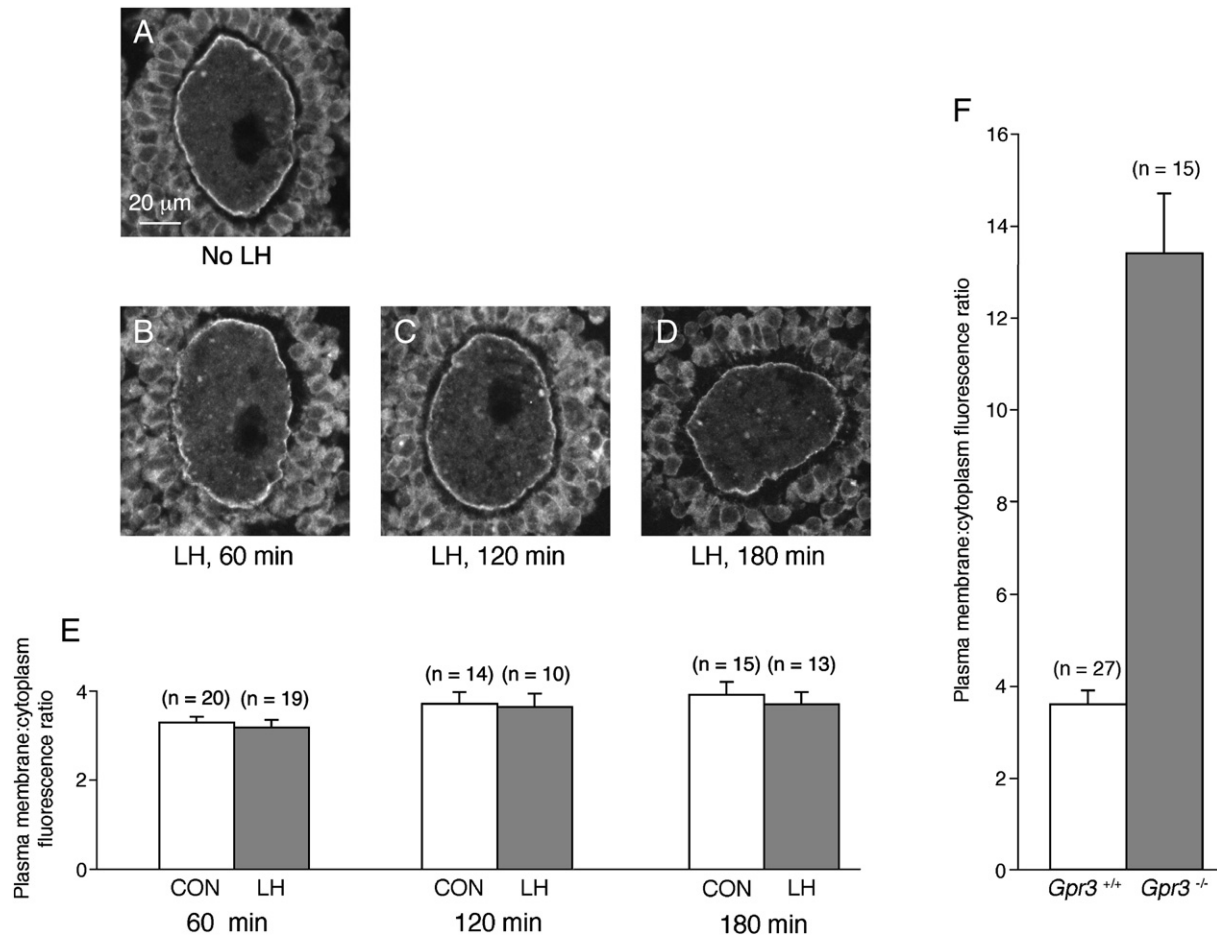 A
20 μm
No LH
B
LH, 60 min
C
LH, 120 min
D
LH, 180 min
E
Plasma membrane:cytoplasm
fluorescence ratio
4
2
0
(n = 20) (n = 19)
(n = 14) (n = 10)
(n = 15) (n = 13)
CON LH
CON LH
CON LH
60 min
120 min
180 min
F
Plasma membrane:cytoplasm fluorescence ratio
16
14
12
10
8
6
4
2
0
(n = 27)
(n = 15)
Gpr3 +/+
Gpr3 -/-